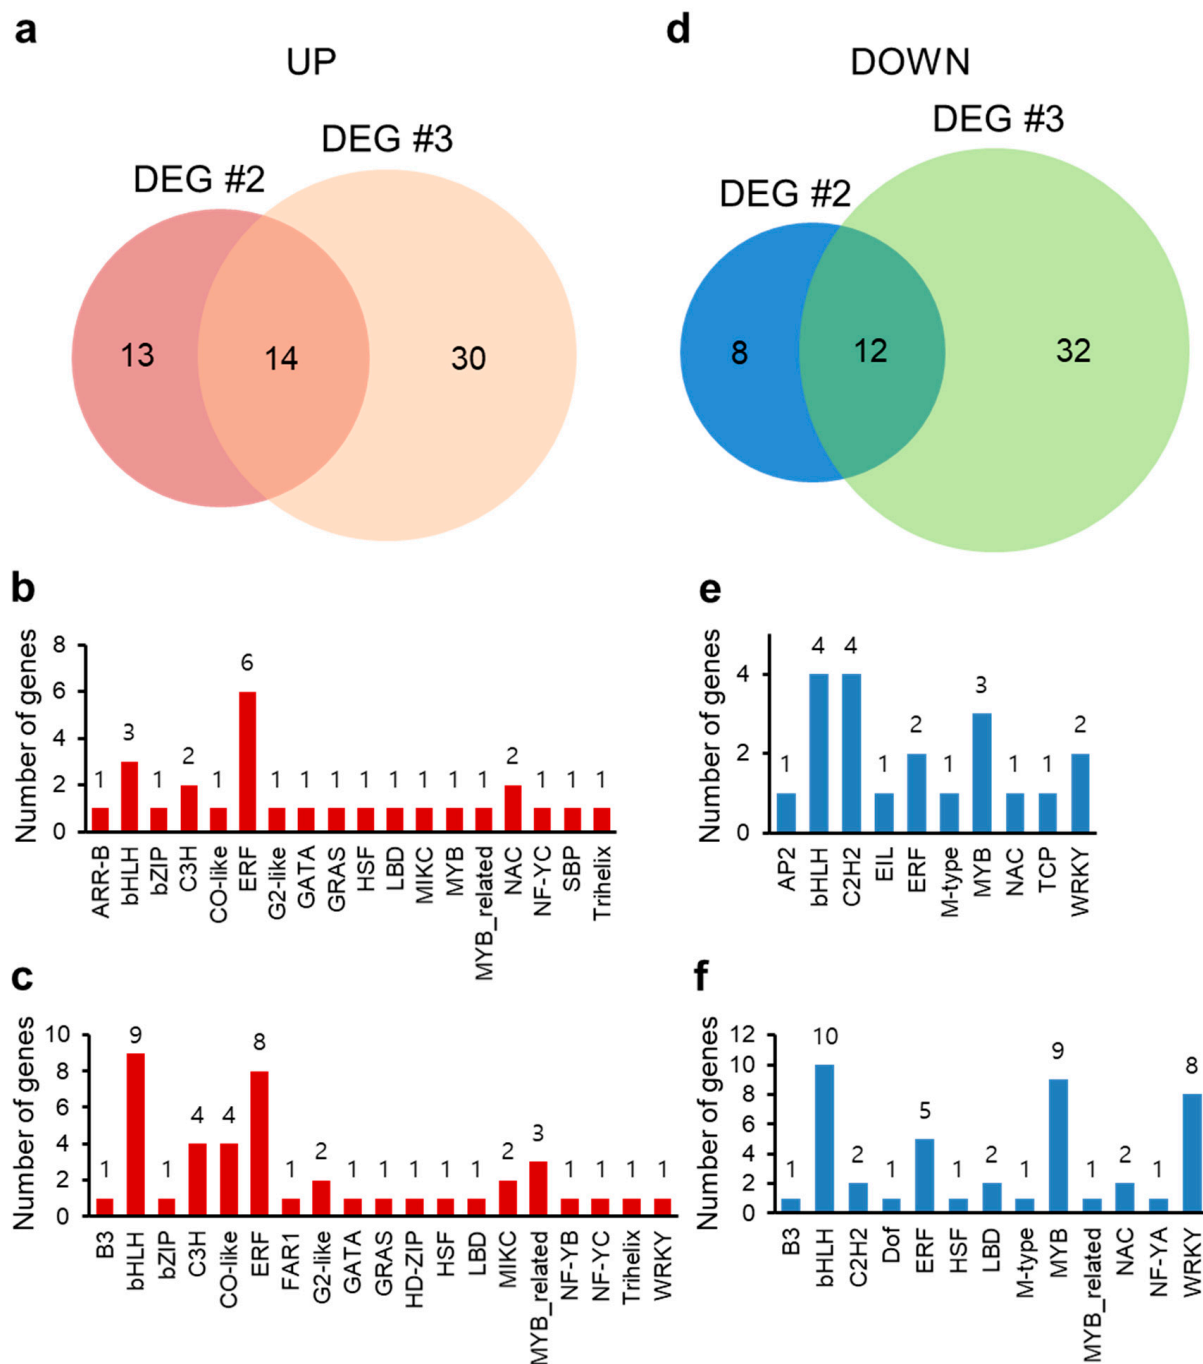 a
UP
DEG #2
DEG #3
13
14
30
d
DOWN
DEG #2
DEG #3
8
12
32
b
Number of genes
8
6
4
2
0
1 3 1 2 1 6 1 1 1 1 1 1 1 1 2 1 1 1
ARR-B bHLH bZIP C3H CO-like ERF G2-like GATA GRAS HSF LBD MIKC MYB MYB_related NAC NF-YC SBP Trihelix
e
Number of genes
4
2
0
1 4 4 1 2 1 3 1 1 2
AP2 bHLH C2H2 EIL ERF M-type MYB NAC TCP WRKY
c
Number of genes
10
8
6
4
2
0
1 9 1 4 4 8 1 2 1 1 1 1 1 2 3 1 1 1 1
B3 bHLH bZIP C3H CO-like ERF FAR1 G2-like GATA GRAS HD-ZIP HSF LBD MIKC MYB_related NF-YB NF-YC Trihelix WRKY
f
Number of genes
12
10
8
6
4
2
0
1 10 2 1 5 1 2 1 9 1 2 1 8
B3 bHLH C2H2 Dof ERF HSF LBD M-type MYB MYB_related NAC NF-YA WRKY